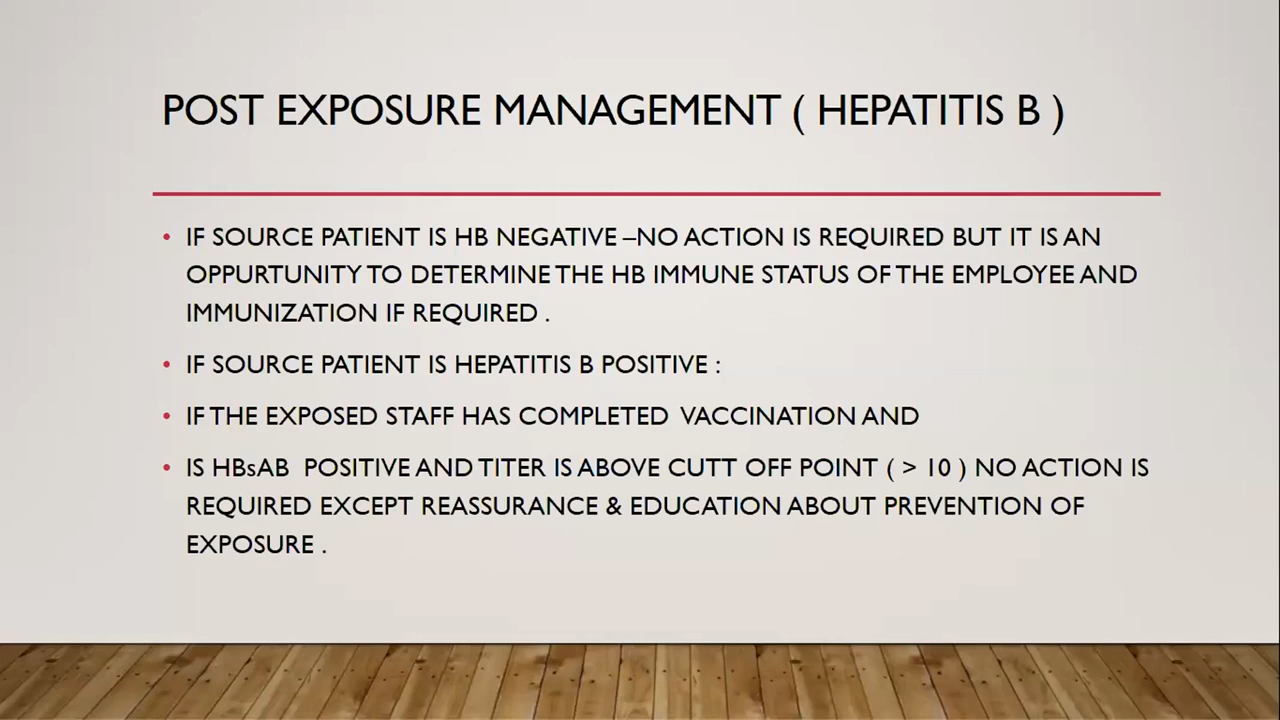 POST EXPOSURE MANAGEMENT ( HEPATITIS B )
• IF SOURCE PATIENT IS HB NEGATIVE –NO ACTION IS REQUIRED BUT IT IS AN
OPPURTUNITY TO DETERMINE THE HB IMMUNE STATUS OF THE EMPLOYEE AND
IMMUNIZATION IF REQUIRED .
• IF SOURCE PATIENT IS HEPATITIS B POSITIVE :
• IF THE EXPOSED STAFF HAS COMPLETED VACCINATION AND
• IS HBsAB POSITIVE AND TITER IS ABOVE CUTT OFF POINT ( > 10 ) NO ACTION IS
REQUIRED EXCEPT REASSURANCE & EDUCATION ABOUT PREVENTION OF
EXPOSURE .